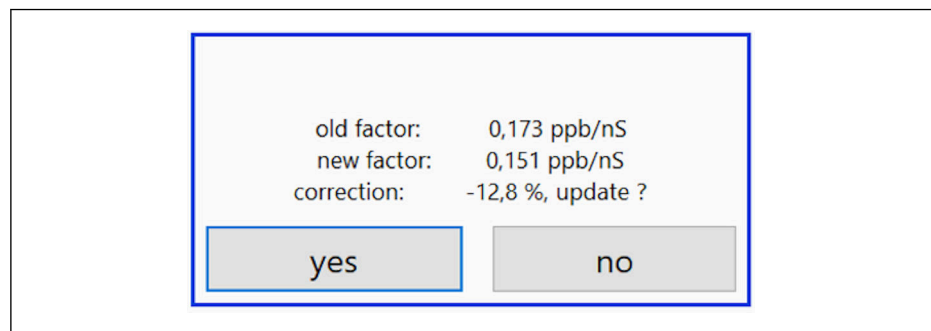 old factor: 0,173 ppb/nS
new factor: 0,151 ppb/nS
correction: -12,8 %, update ?
yes no